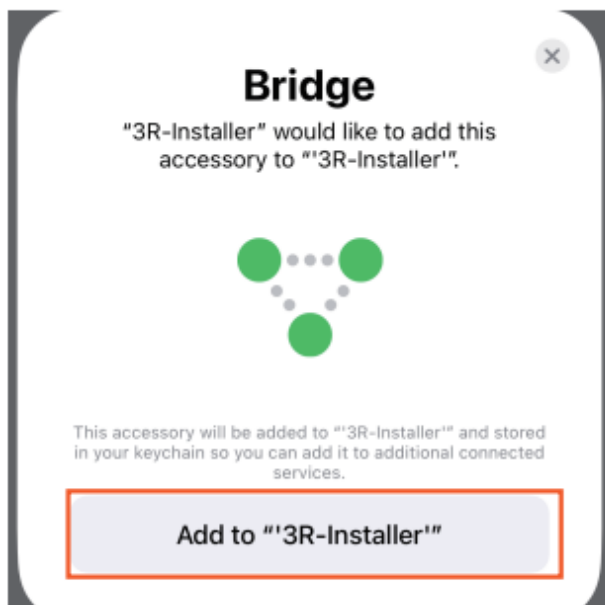 Bridge
“3R-Installer” would like to add this
accessory to “'3R-Installer'”.
This accessory will be added to “'3R-Installer'” and stored
in your keychain so you can add it to additional connected
services.
Add to “'3R-Installer'”